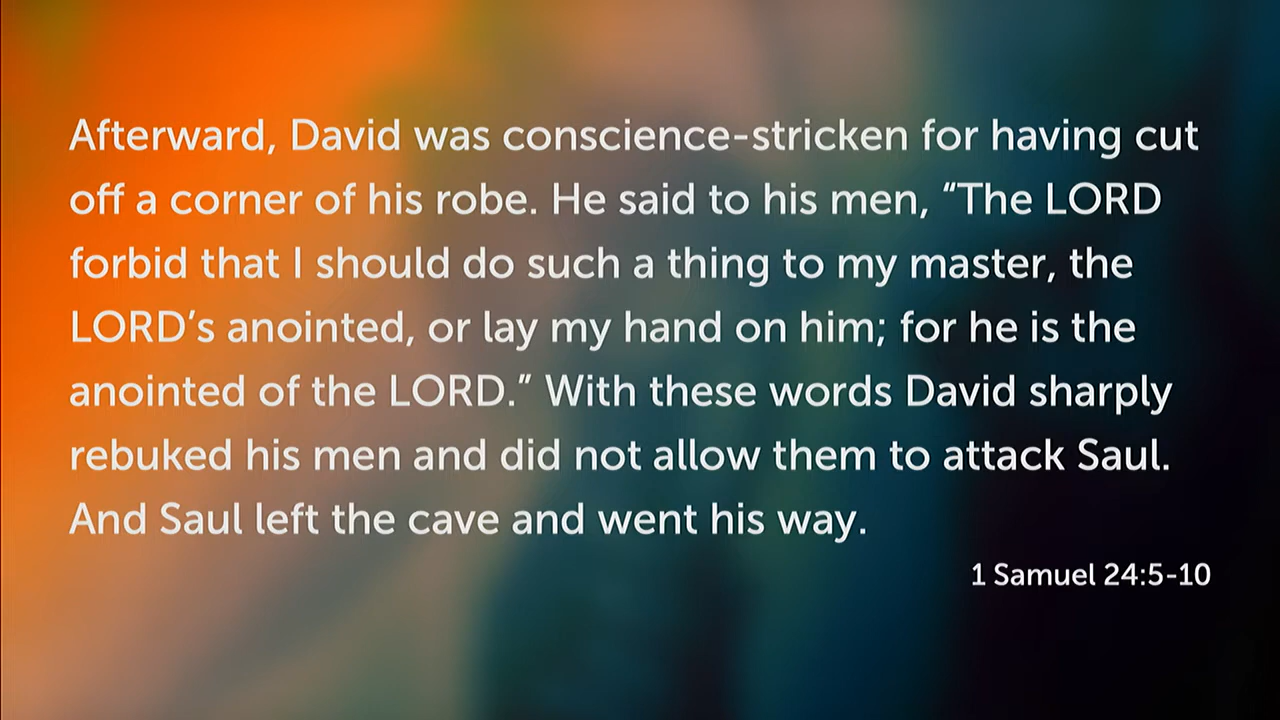 Afterward, David was conscience-stricken for having cut
off a corner of his robe. He said to his men, “The LORD
forbid that I should do such a thing to my master, the
LORD’s anointed, or lay my hand on him; for he is the
anointed of the LORD.” With these words David sharply
rebuked his men and did not allow them to attack Saul.
And Saul left the cave and went his way.
1 Samuel 24:5-10